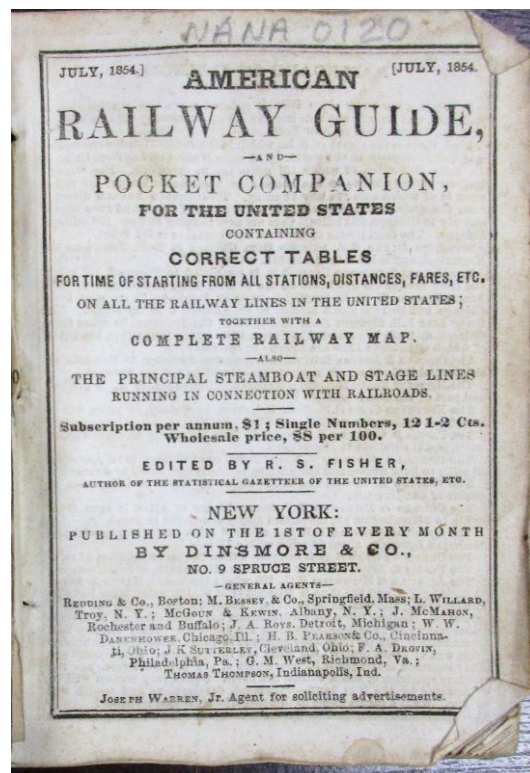 NANA 0120
JULY, 1854.] [JULY, 1854.
AMERICAN
RAILWAY GUIDE,
—AND—
POCKET COMPANION,
FOR THE UNITED STATES
CONTAINING
CORRECT TABLES
FOR TIME OF STARTING FROM ALL STATIONS, DISTANCES, FARES, ETC.
ON ALL THE RAILWAY LINES IN THE UNITED STATES;
TOGETHER WITH A
COMPLETE RAILWAY MAP.
—ALSO—
THE PRINCIPAL STEAMBOAT AND STAGE LINES
RUNNING IN CONNECTION WITH RAILROADS.
Subscription per annum, $1; Single Numbers, 12 1-2 Cts.
Wholesale price, $8 per 100.
EDITED BY R. S. FISHER,
AUTHOR OF THE STATISTICAL GAZETTEER OF THE UNITED STATES, ETC.
NEW YORK:
PUBLISHED ON THE 1ST OF EVERY MONTH
BY DINSMORE & CO.,
NO. 9 SPRUCE STREET.
—GENERAL AGENTS—
REDDING & Co., Boston; M. BESSEY, & Co., Springfield, Mass; L. WILLARD,
Troy, N. Y.; McGOUN & KEWIN, Albany, N. Y.; J. McMAHON,
Rochester and Buffalo; J. A. ROYS, Detroit, Michigan; W. W.
DANENHOWER, Chicago, Ill.; H. B. PEARSON & Co., Cincinna-
ti, Ohio; J. K SUTTERLEY, Cleveland, Ohio; F. A. DROVIN,
Philadelphia, Pa.; G. M. West, Richmond, Va.;
THOMAS THOMPSON, Indianapolis, Ind.
JOSEPH WARREN, Jr. Agent for soliciting advertisements.